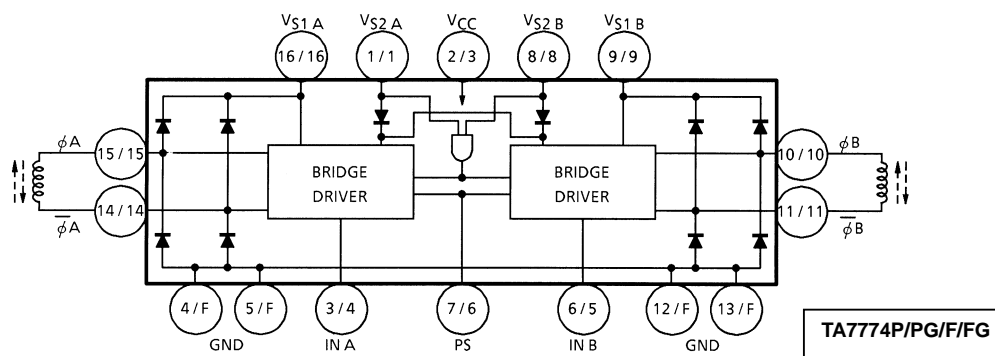 VS1 A VS2 A VCC VS2 B VS1 B
16/16 1/1 2/3 8/8 9/9
ϕA 15/15 10/10 ϕB
BRIDGE DRIVER BRIDGE DRIVER
ϕ̅A 14/14 11/11 ϕ̅B
4/F 5/F 3/4 7/6 6/5 12/F 13/F
GND IN A PS IN B GND
TA7774P/PG/F/FG